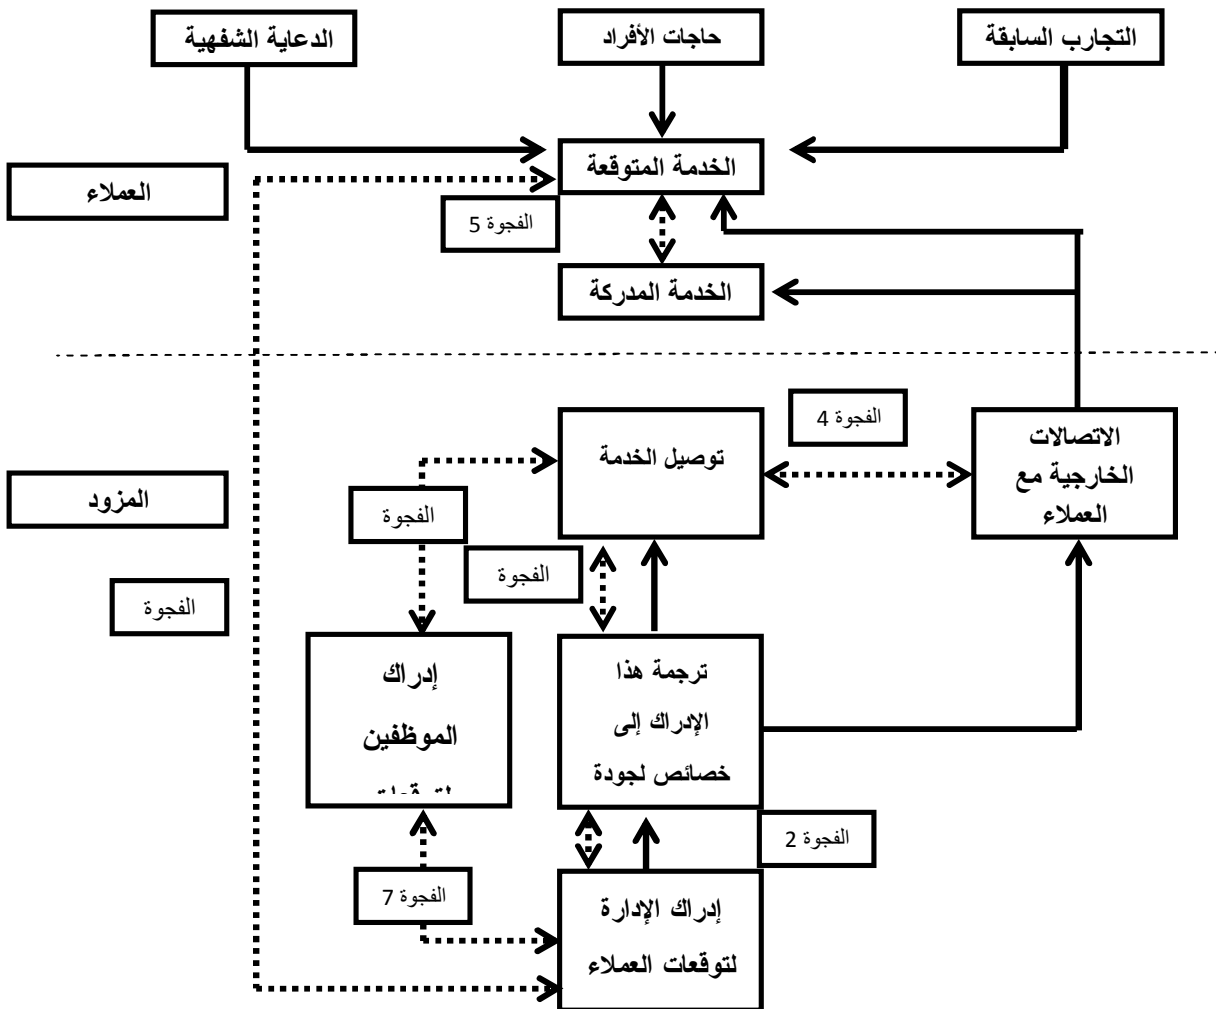 التجارب السابقة
حاجات الأفراد
الدعاية الشفهية
الخدمة المتوقعة
العملاء
الفجوة 5
الخدمة المدركة
الفجوة 4
الاتصالات
الخارجية مع
العملاء
توصيل الخدمة
المزود
الفجوة
الفجوة
الفجوة
ترجمة هذا
الإدراك إلى
خصائص لجودة
إدراك
الموظفين
الفجوة 2
الفجوة 7
إدراك الإدارة
لتوقعات العملاء